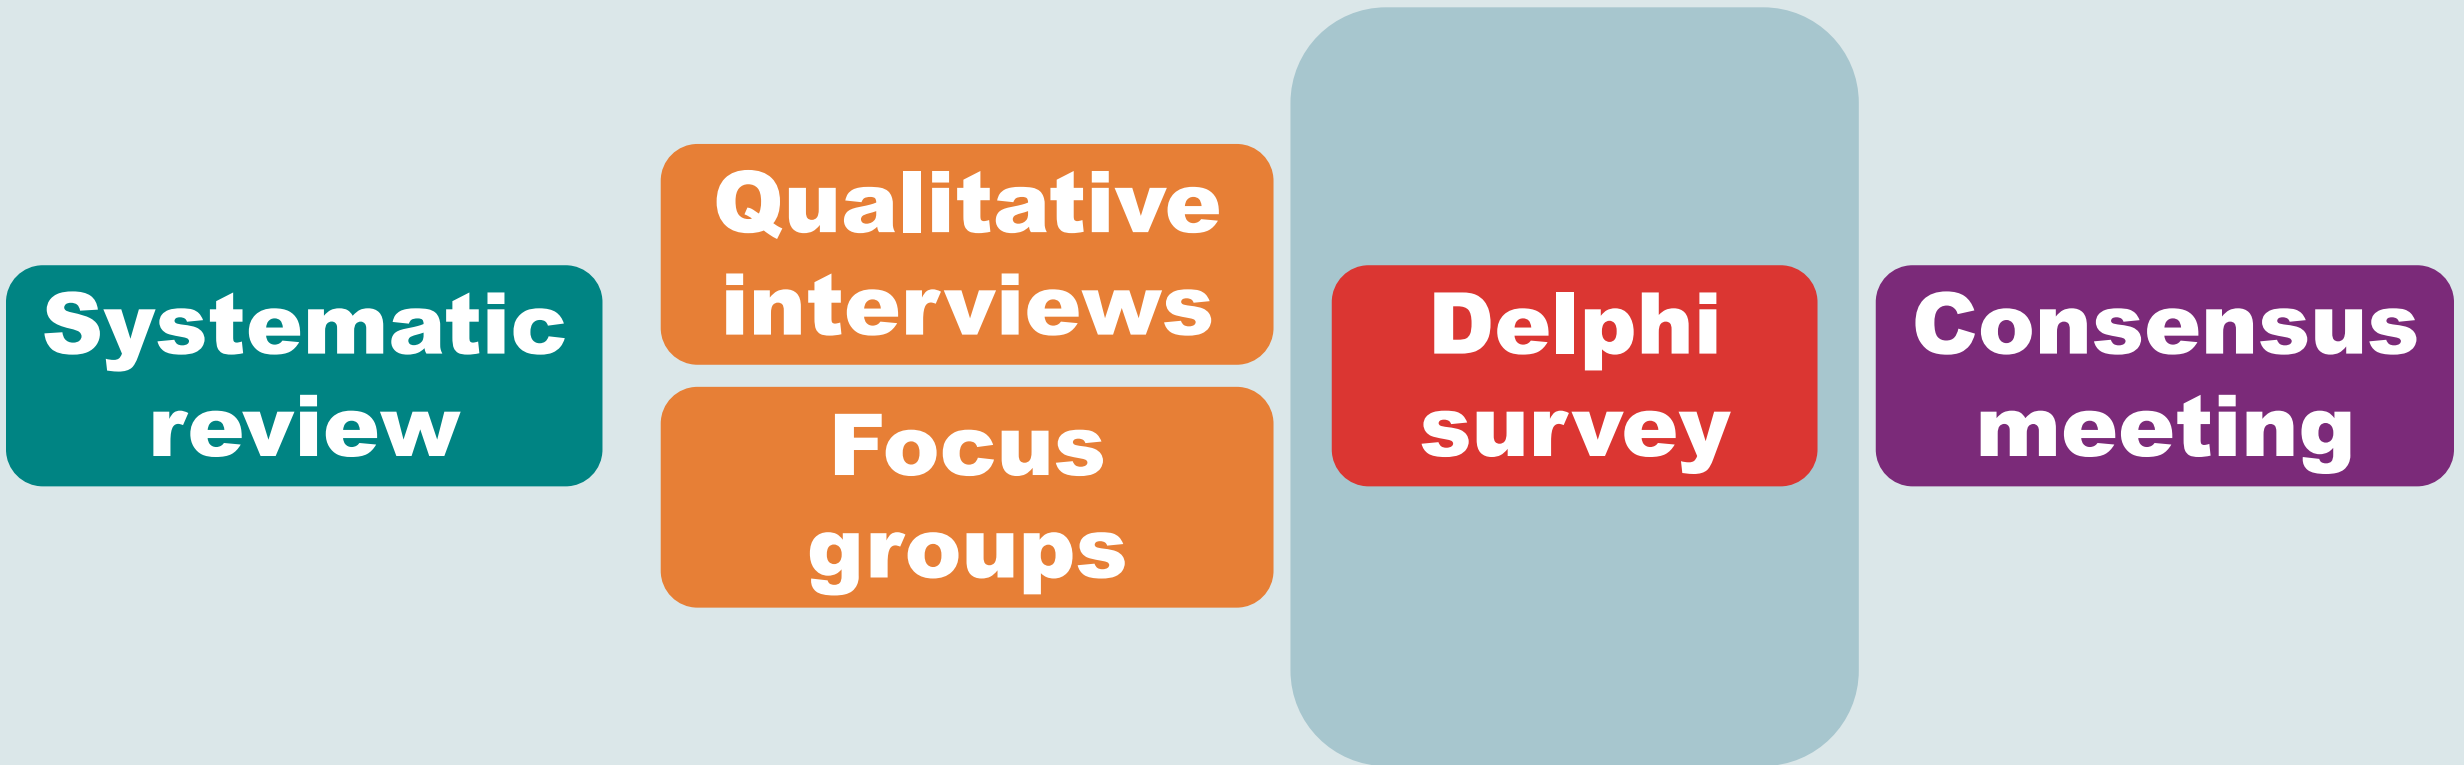 Systematic
review
Qualitative
interviews
Focus
groups
Delphi
survey
Consensus
meeting